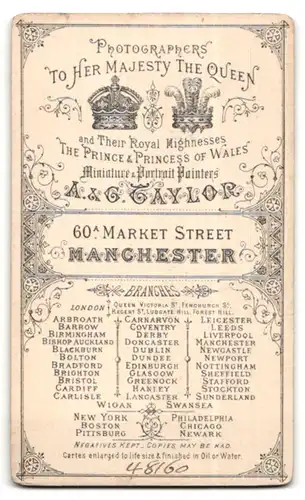 PHOTOGRAPHERS
TO HER MAJESTY THE QUEEN
and Their Royal Highnesses
THE PRINCE & PRINCESS OF WALES
Miniature & Portrait Painters
A. & G. TAYLOR
60A MARKET STREET
MANCHESTER
BRANCHES
LONDON { QUEEN VICTORIA ST. FENCHURCH ST.
REGENT ST. LUDGATE HILL. FOREST HILL.
ARBROATH CARNARVON LEICESTER
BARROW COVENTRY LEEDS
BIRMINGHAM DERBY LIVERPOOL
BISHOP AUCKLAND DONCASTER MANCHESTER
BLACKBURN DUBLIN NEWCASTLE
BOLTON DUNDEE NEWPORT
BRADFORD EDINBURGH NOTTINGHAM
BRIGHTON GLASGOW SHEFFIELD
BRISTOL GREENOCK STAFFORD
CARDIFF HANLEY STOCKTON
CARLISLE LANCASTER SUNDERLAND
WIGAN SWANSEA
NEW YORK PHILADELPHIA
BOSTON CHICAGO
PITTSBURG NEWARK
NEGATIVES KEPT. COPIES MAY BE HAD.
Cartes enlarged to life size & finished in Oil or Water.
48160